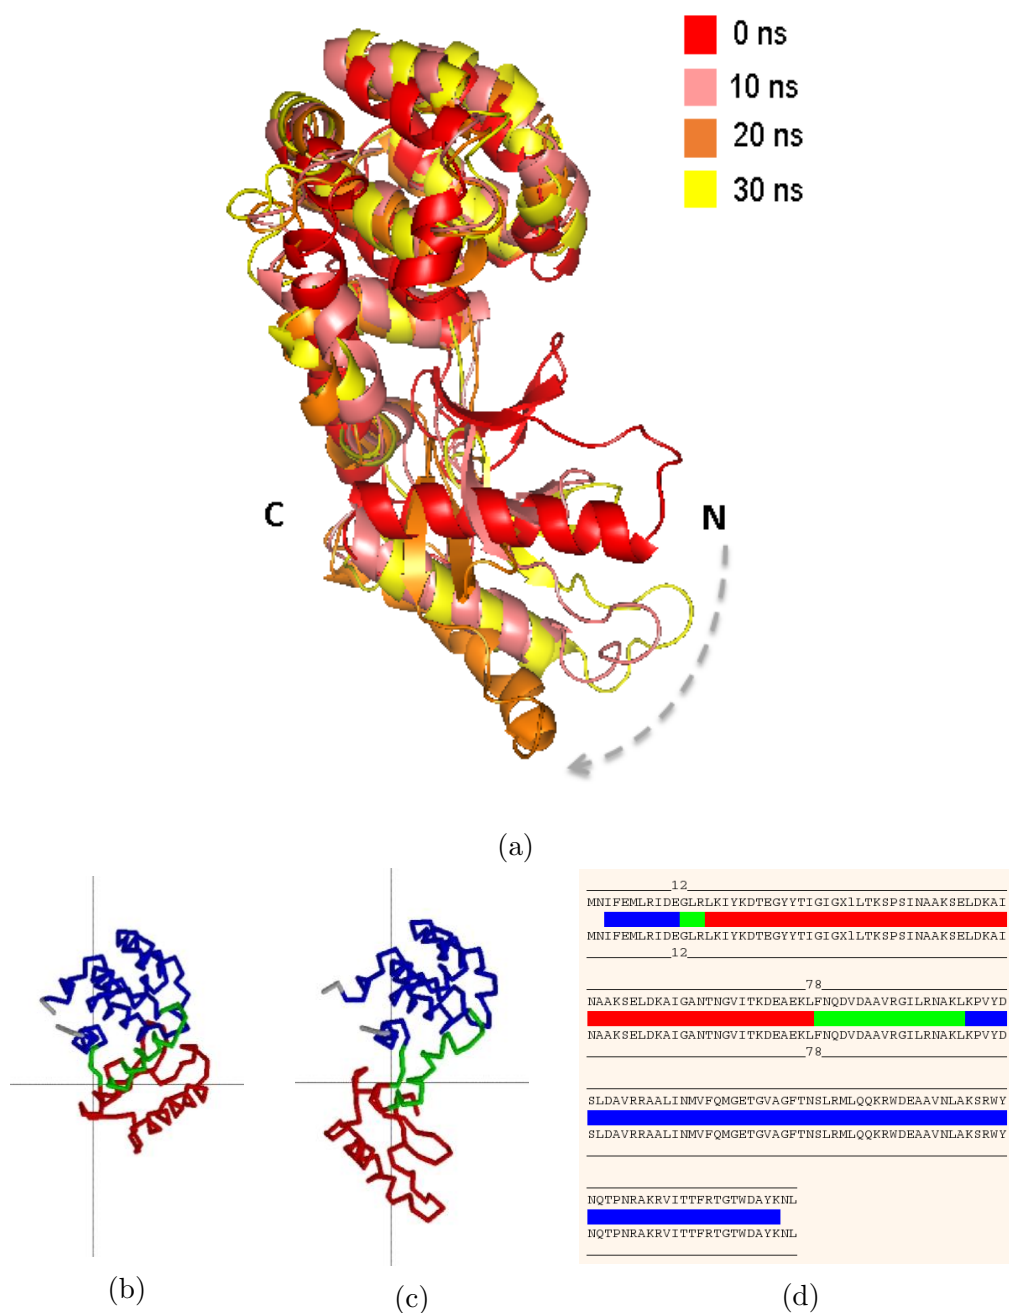 0 ns
10 ns
20 ns
30 ns
C
N
(a)
12
MNIFEMLRIDEGLRLKIYKDTEGYYTIGIGXlLTKSPSINAAKSELDKAI
MNIFEMLRIDEGLRLKIYKDTEGYYTIGIGXlLTKSPSINAAKSELDKAI
12
78
NAAKSELDKAIGANTNGVITKDEAEKLFNQDVDAAVRGILRNAKLKPVYD
NAAKSELDKAIGANTNGVITKDEAEKLFNQDVDAAVRGILRNAKLKPVYD
78
SLDAVRRAALINMVFQMGETGVAGFTNSLRMLQQKRWDEAAVNLAKSRWY
SLDAVRRAALINMVFQMGETGVAGFTNSLRMLQQKRWDEAAVNLAKSRWY
NQTPNRAKRVITTFRTGTWDAYKNL
NQTPNRAKRVITTFRTGTWDAYKNL
(b)
(c)
(d)